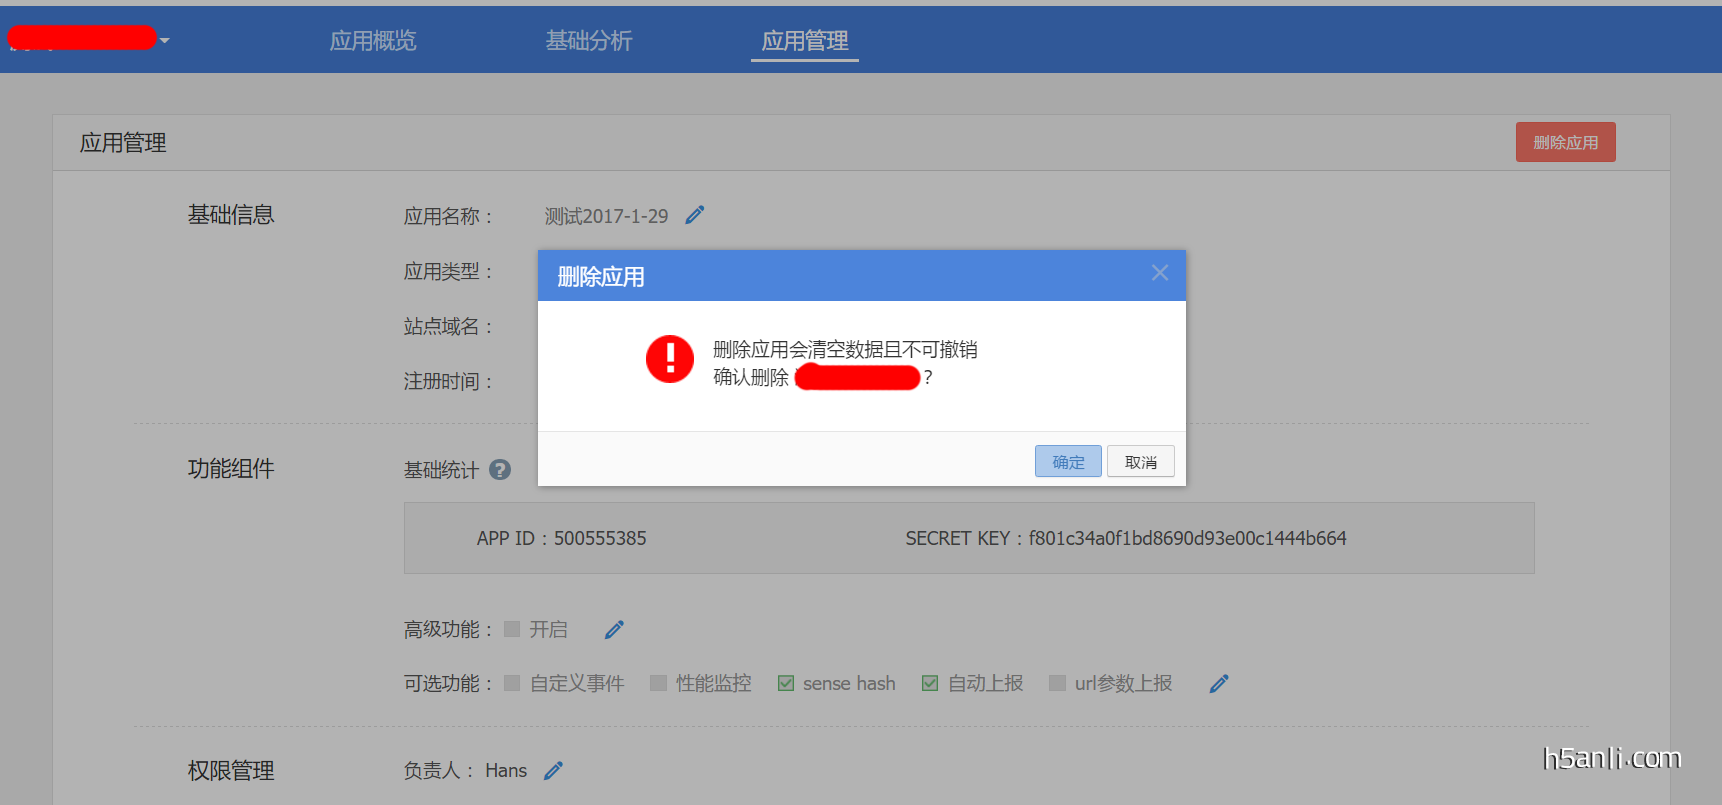 应用概览 基础分析 应用管理
应用管理 删除应用
基础信息 应用名称： 测试2017-1-29
应用类型：
站点域名：
注册时间：
删除应用
删除应用会清空数据且不可撤销
确认删除 ？
确定 取消
功能组件 基础统计 ?
APP ID：500555385 SECRET KEY：f801c34a0f1bd8690d93e00c1444b664
高级功能： 开启
可选功能： 自定义事件 性能监控 sense hash 自动上报 url参数上报
权限管理 负责人： Hans
h5anli.com